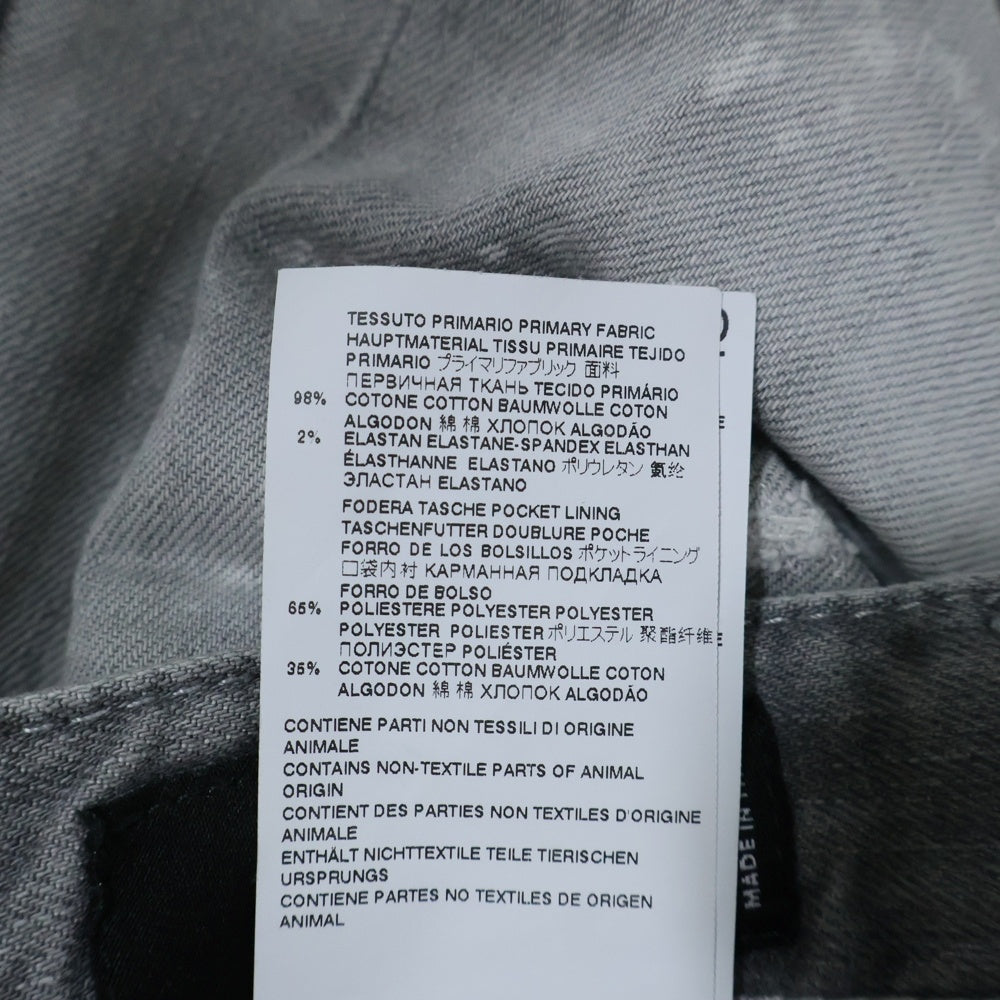 TESSUTO PRIMARIO PRIMARY FABRIC
HAUPTMATERIAL TISSU PRIMAIRE TEJIDO
PRIMARIO プライマリファブリック 面料
ПЕРВИЧНАЯ ТКАНЬ TECIDO PRIMÁRIO
98% COTONE COTTON BAUMWOLLE COTON
ALGODON 綿 棉 ХЛОПОК ALGODÃO
2% ELASTAN ELASTANE-SPANDEX ELASTHAN
ÉLASTHANNE ELASTANO ポリウレタン 氨纶
ЭЛАСТАН ELASTANO
FODERA TASCHE POCKET LINING
TASCHENFUTTER DOUBLURE POCHE
FORRO DE LOS BOLSILLOS ポケットライニング
口袋内衬 КАРМАННАЯ ПОДКЛАДКА
FORRO DE BOLSO
65% POLIESTERE POLYESTER POLYESTER
POLYESTER POLIESTER ポリエステル 聚酯纤维
ПОЛИЭСТЕР POLIÉSTER
35% COTONE COTTON BAUMWOLLE COTON
ALGODON 綿 棉 ХЛОПОК ALGODÃO
CONTIENE PARTI NON TESSILI DI ORIGINE
ANIMALE
CONTAINS NON-TEXTILE PARTS OF ANIMAL
ORIGIN
CONTIENT DES PARTIES NON TEXTILES D'ORIGINE
ANIMALE
ENTHÄLT NICHTTEXTILE TEILE TIERISCHEN
URSPRUNGS
CONTIENE PARTES NO TEXTILES DE ORIGEN
ANIMAL
MADE IN